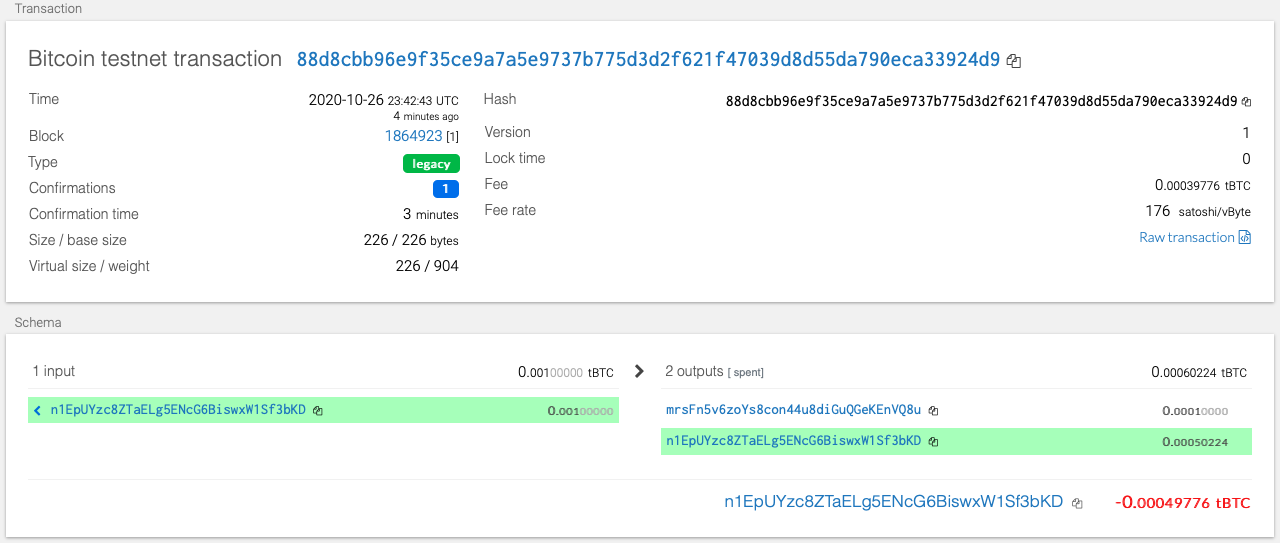 Transaction
Bitcoin testnet transaction 88d8cbb96e9f35ce9a7a5e9737b775d3d2f621f47039d8d55da790eca33924d9
Time 2020-10-26 23:42:43 UTC
4 minutes ago
Block 1864923 [1]
Type legacy
Confirmations 1
Confirmation time 3 minutes
Size / base size 226 / 226 bytes
Virtual size / weight 226 / 904
Hash 88d8cbb96e9f35ce9a7a5e9737b775d3d2f621f47039d8d55da790eca33924d9
Version 1
Lock time 0
Fee 0.00039776 tBTC
Fee rate 176 satoshi/vByte
Raw transaction
Schema
1 input 0.00100000 tBTC
n1EpUYzc8ZTaELg5ENcG6BiswxW1Sf3bKD 0.00100000
2 outputs [ spent] 0.00060224 tBTC
mrsFn5v6zoYs8con44u8diGuQGeKEnVQ8u 0.00010000
n1EpUYzc8ZTaELg5ENcG6BiswxW1Sf3bKD 0.00050224
n1EpUYzc8ZTaELg5ENcG6BiswxW1Sf3bKD -0.00049776 tBTC